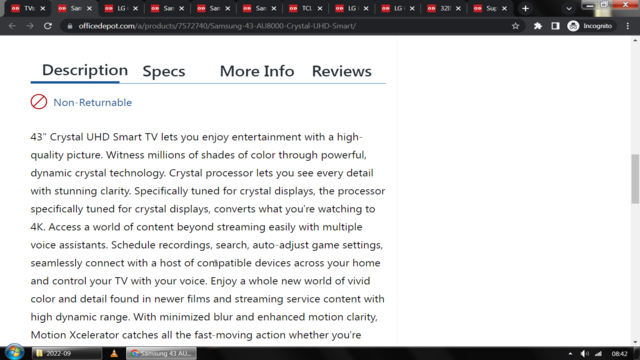 TVs
Sam
LG
Sam
Sam
Sam
TCL
LG
LG
32II
Sup
officedepot.com/a/products/7572740/Samsung-43-AU8000-Crystal-UHD-Smart/
Incognito
Description Specs More Info Reviews
Non-Returnable
43" Crystal UHD Smart TV lets you enjoy entertainment with a high-
quality picture. Witness millions of shades of color through powerful,
dynamic crystal technology. Crystal processor lets you see every detail
with stunning clarity. Specifically tuned for crystal displays, the processor
specifically tuned for crystal displays, converts what you're watching to
4K. Access a world of content beyond streaming easily with multiple
voice assistants. Schedule recordings, search, auto-adjust game settings,
seamlessly connect with a host of compatible devices across your home
and control your TV with your voice. Enjoy a whole new world of vivid
color and detail found in newer films and streaming service content with
high dynamic range. With minimized blur and enhanced motion clarity,
Motion Xcelerator catches all the fast-moving action whether you're
2022-09
Samsung 43 AU...
08:42